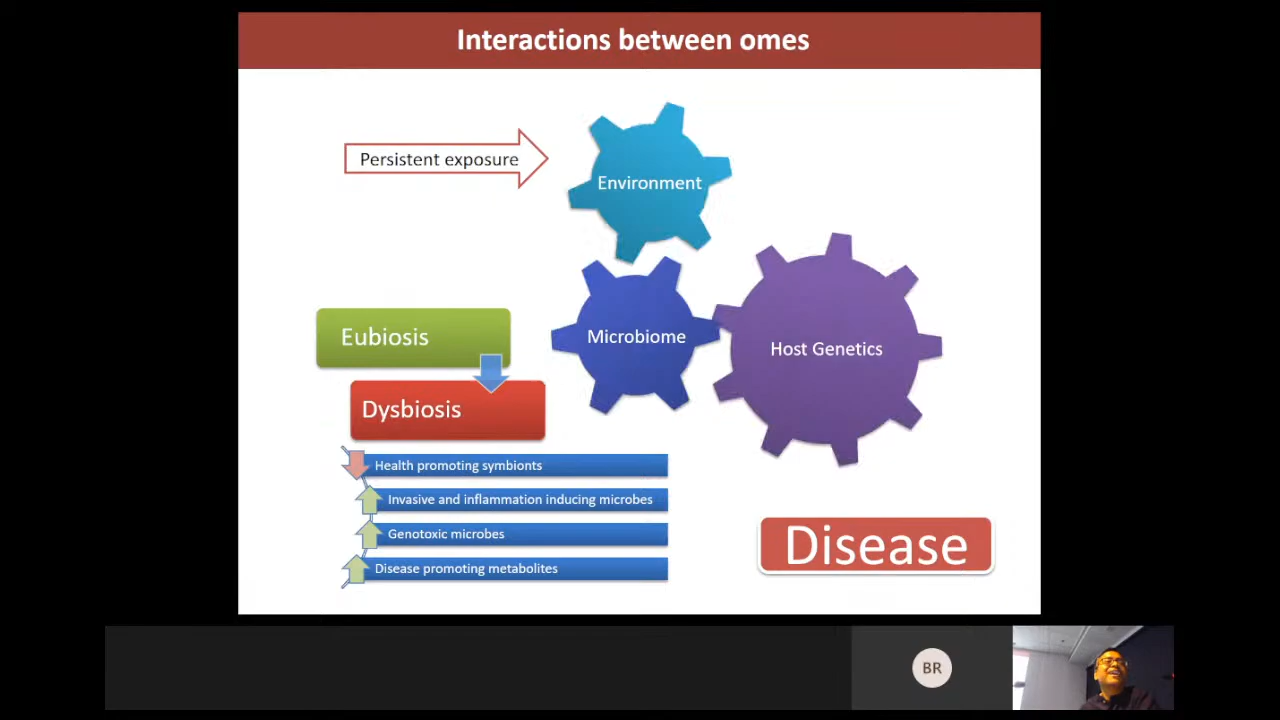 Interactions between omes
Persistent exposure
Environment
Eubiosis
Microbiome
Host Genetics
Dysbiosis
Health promoting symbionts
Invasive and inflammation inducing microbes
Genotoxic microbes
Disease promoting metabolites
Disease
BR